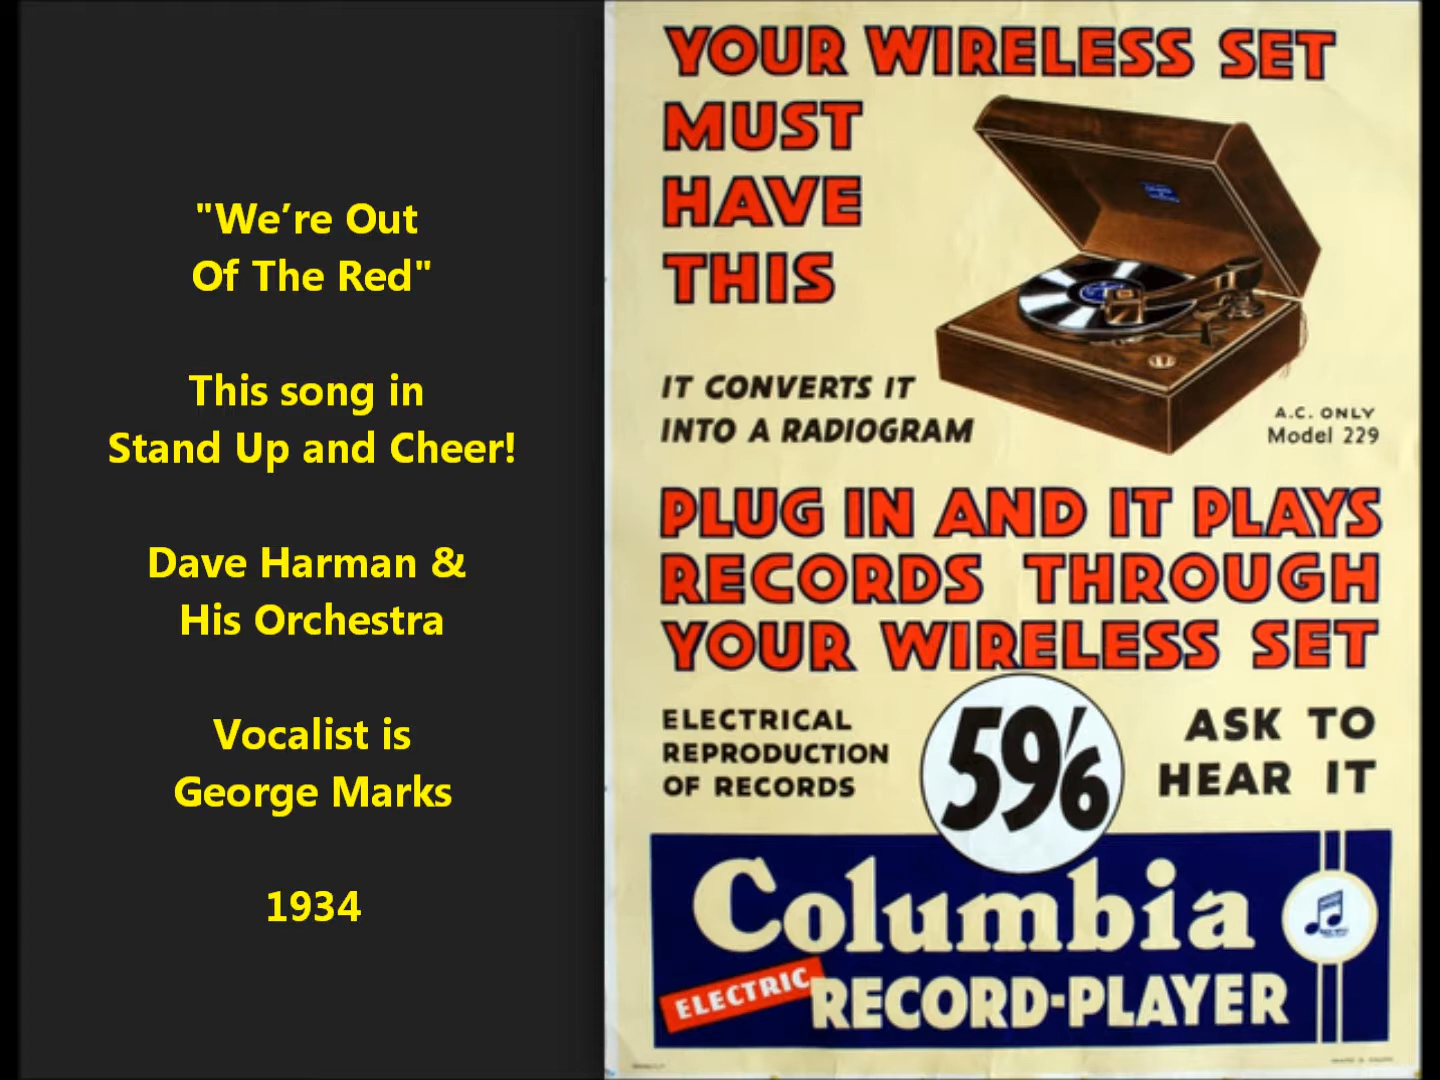 "We’re Out
Of The Red"
This song in
Stand Up and Cheer!
Dave Harman &
His Orchestra
Vocalist is
George Marks
1934
YOUR WIRELESS SET
MUST
HAVE
THIS
IT CONVERTS IT
INTO A RADIOGRAM
A.C. ONLY
Model 229
PLUG IN AND IT PLAYS
RECORDS THROUGH
YOUR WIRELESS SET
ELECTRICAL
REPRODUCTION
OF RECORDS
59'6
ASK TO
HEAR IT
Columbia
ELECTRIC
RECORD-PLAYER